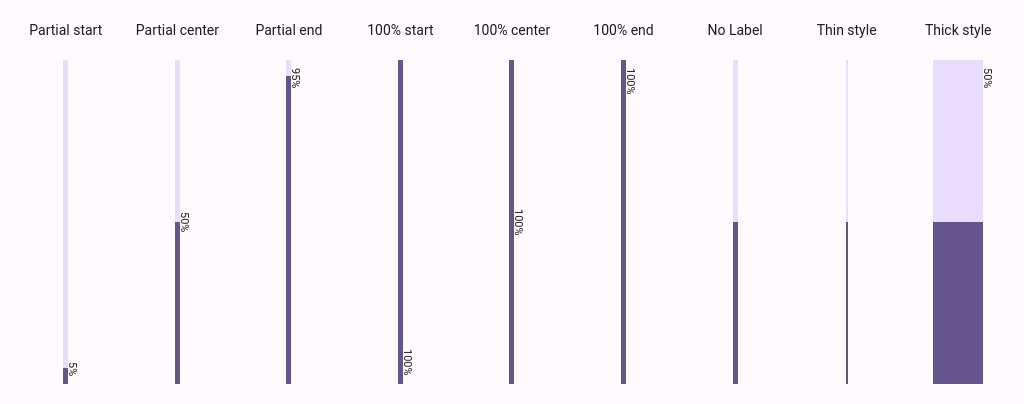 Partial start
Partial center
Partial end
100% start
100% center
100% end
No Label
Thin style
Thick style
5%
50%
95%
100%
100%
100%
50%